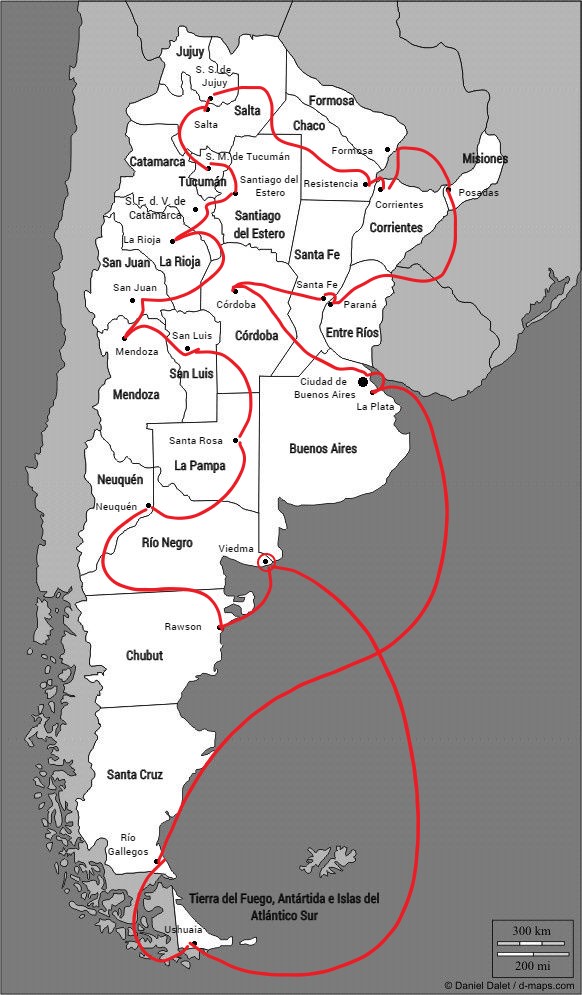 Jujuy
S. S. de
Jujuy
Salta
Salta
Formosa
Chaco
Formosa
Misiones
Catamarca
S. M. de Tucumán
Tucumán
Santiago del
Estero
Resistencia
Posadas
Corrientes
S. F. d. V. de
Catamarca
Santiago
del Estero
Corrientes
La Rioja
La Rioja
San Juan
Santa Fe
San Juan
Santa Fe
Córdoba
Paraná
San Luis
Córdoba
Entre Ríos
Mendoza
San Luis
Ciudad de
Buenos Aires
Mendoza
La Plata
Santa Rosa
Buenos Aires
La Pampa
Neuquén
Neuquén
Río Negro
Viedma
Rawson
Chubut
Santa Cruz
Río
Gallegos
Tierra del Fuego, Antártida e Islas del
Atlántico Sur
Ushuaia
300 km
200 mi
© Daniel Dalet / d-maps.com